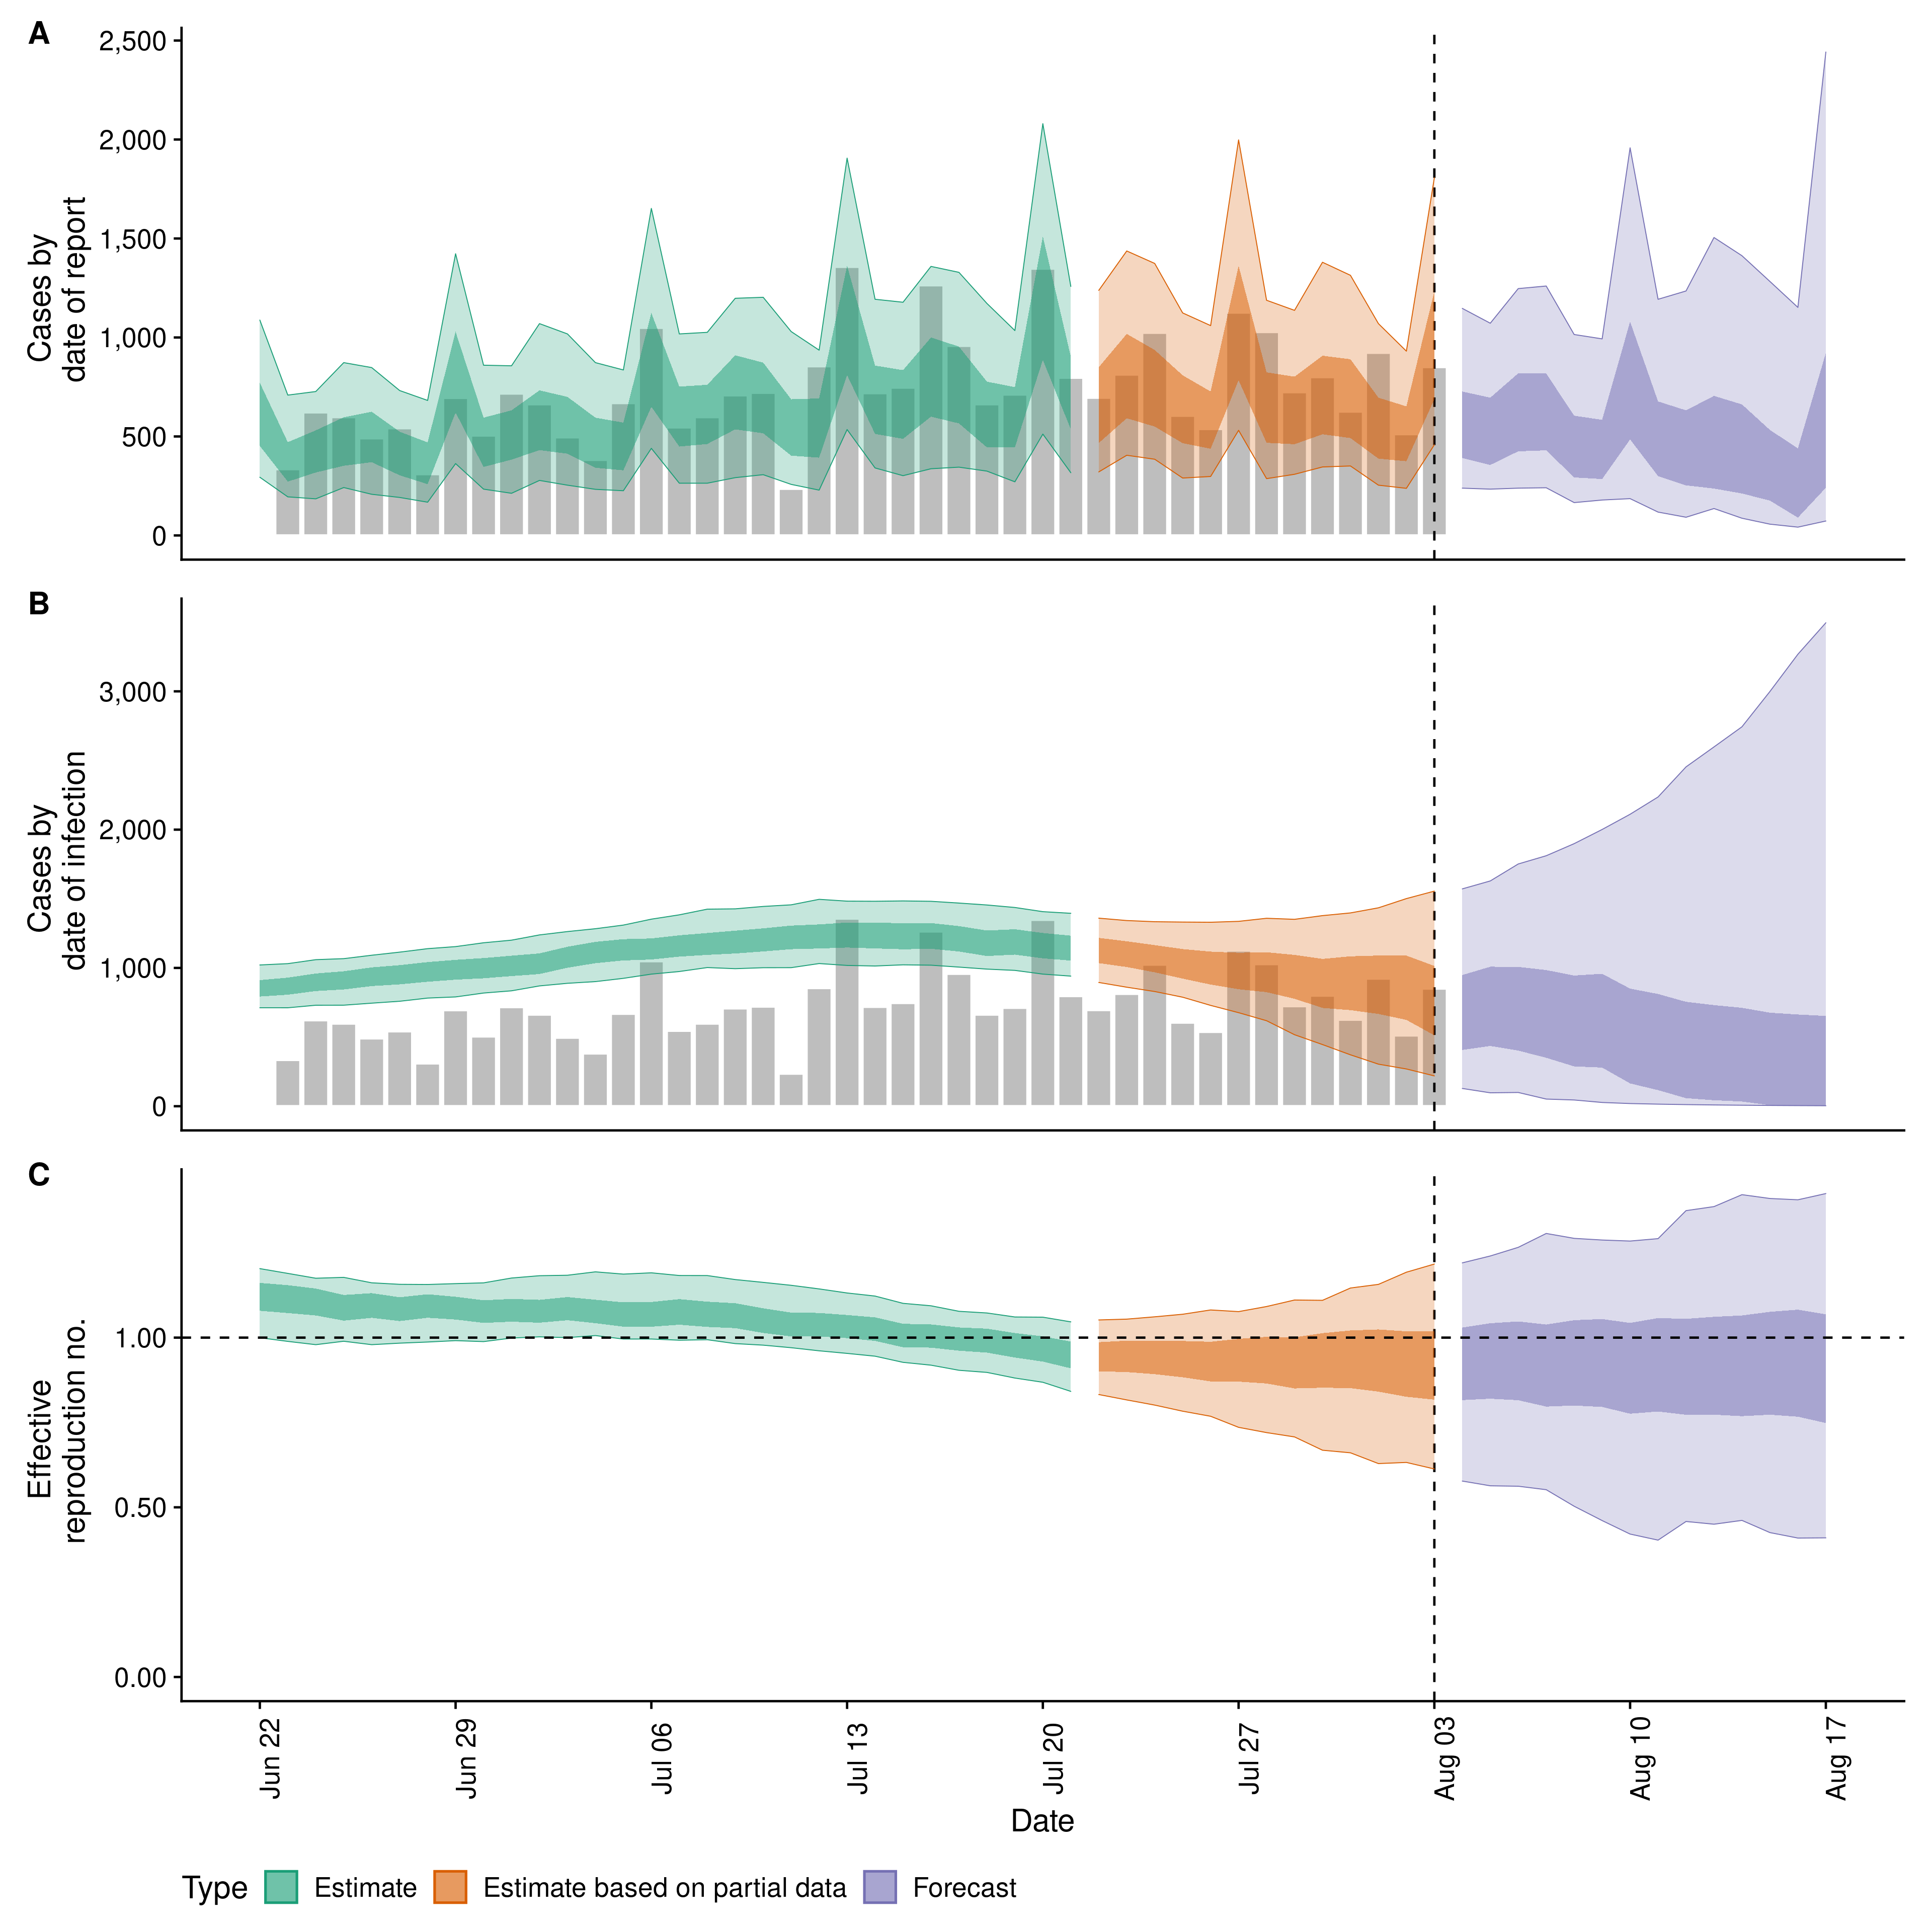 A
2,500
2,000
1,500
1,000
500
0
Cases by
date of report
B
3,000
2,000
1,000
0
Cases by
date of infection
C
1.00
0.50
0.00
Effective
reproduction no.
Jun 22
Jun 29
Jul 06
Jul 13
Jul 20
Jul 27
Aug 03
Aug 10
Aug 17
Date
Type Estimate Estimate based on partial data Forecast